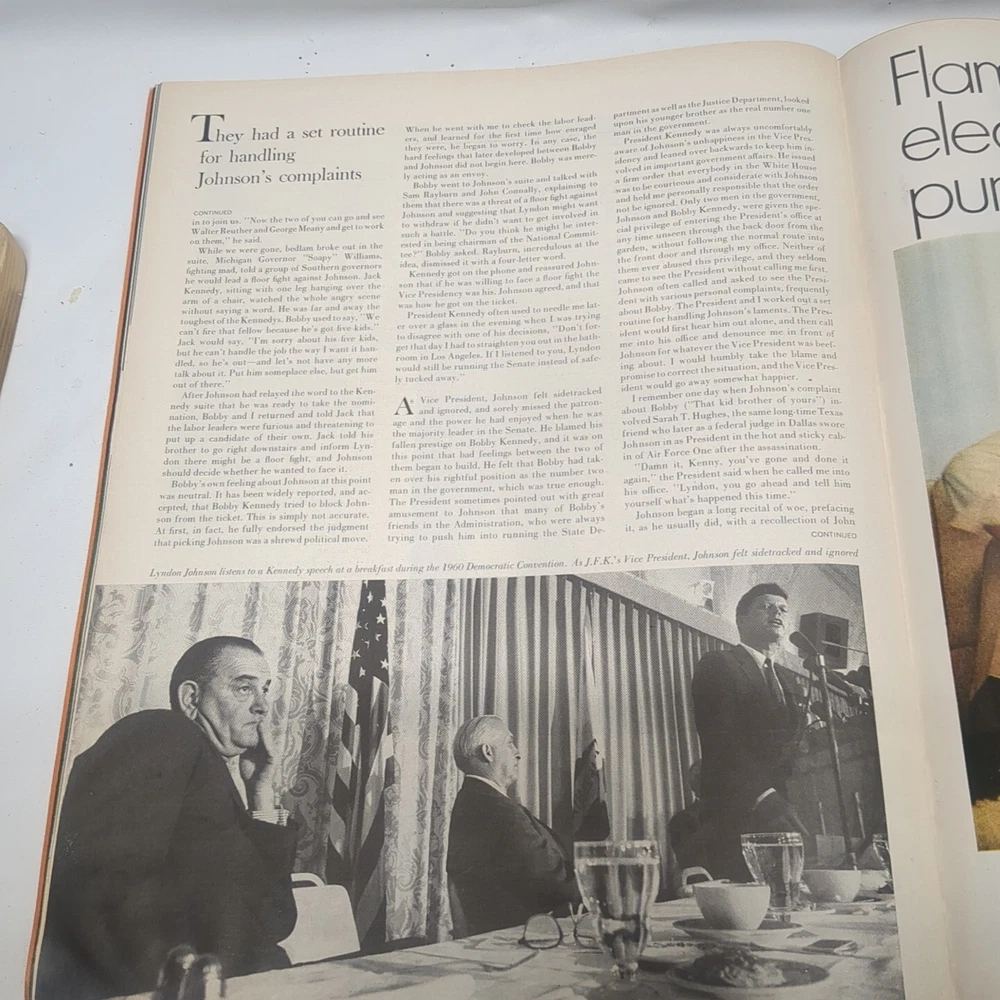 They had a set routine
for handling
Johnson's complaints
CONTINUED
in to join us. "Now the two of you can go and see
Walter Reuther and George Meany and get to work
on them," he said.
While we were gone, bedlam broke out in the
suite, Michigan Governor "Soapy" Williams,
fighting mad, told a group of Southern governors
he would lead a floor fight against Johnson. Jack
Kennedy, sitting with one leg hanging over the
arm of a chair, watched the whole angry scene
without saying a word. He was far and away the
toughest of the Kennedys. Bobby used to say, "We
can't fire that fellow because he's got five kids."
Jack would say, "I'm sorry about his five kids,
but he can't handle the job the way I want it han-
dled, so he's out—and let's not have any more
talk about it. Put him someplace else, but get him
out of there."
After Johnson had relayed the word to the Ken-
nedy suite that he was ready to take the nomi-
nation, Bobby and I returned and told Jack that
the labor leaders were furious and threatening to
put up a candidate of their own. Jack told his
brother to go right downstairs and inform Lyn-
don there might be a floor fight, and Johnson
should decide whether he wanted to face it.
Bobby's own feeling about Johnson at this point
was neutral. It has been widely reported, and ac-
cepted, that Bobby Kennedy tried to block John-
son from the ticket. This is simply not accurate.
At first, in fact, he fully endorsed the judgment
that picking Johnson was a shrewd political move.
When he went with me to check the labor lead-
ers, and learned for the first time how enraged
they were, he began to worry. In any case, the
hard feelings that later developed between Bobby
and Johnson did not begin here. Bobby was mere-
ly acting as an envoy.
Bobby went to Johnson's suite and talked with
Sam Rayburn and John Connally, explaining to
them that there was a threat of a floor fight against
Johnson and suggesting that Lyndon might want
to withdraw if he didn't want to get involved in
such a battle. "Do you think he might be inter-
ested in being chairman of the National Commit-
tee?" Bobby asked. Rayburn, incredulous at the
idea, dismissed it with a four-letter word.
Kennedy got on the phone and reassured John-
son that if he was willing to face a floor fight the
Vice Presidency was his. Johnson agreed, and that
was how he got on the ticket.
President Kennedy often used to needle me lat-
er over a glass in the evening when I was trying
to disagree with one of his decisions, "Don't for-
get that day I had to straighten you out in the bath-
room in Los Angeles. If I listened to you, Lyndon
would still be running the Senate instead of safe-
ly tucked away."
As Vice President, Johnson felt sidetracked
and ignored, and sorely missed the patron-
age and the power he had enjoyed when he was
the majority leader in the Senate. He blamed his
fallen prestige on Bobby Kennedy, and it was on
this point that bad feelings between the two of
them began to build. He felt that Bobby had tak-
en over his rightful position as the number two
man in the government, which was true enough.
The President sometimes pointed out with great
amusement to Johnson that many of Bobby's
friends in the Administration, who were always
trying to push him into running the State De-
partment as well as the Justice Department, looked
upon his younger brother as the real number one
man in the government.
President Kennedy was always uncomfortably
aware of Johnson's unhappiness in the Vice Pres-
idency and leaned over backwards to keep him in-
volved in important government affairs. He issued
a firm order that everybody in the White House
was to be courteous and considerate with Johnson
and held me personally responsible that the order
not be ignored. Only two men in the government,
Johnson and Bobby Kennedy, were given the spe-
cial privilege of entering the President's office at
any time unseen through the back door from the
garden, without following the normal route into
the front door and through my office. Neither of
them ever abused this privilege, and they seldom
came to see the President without calling me first.
Johnson often called and asked to see the Presi-
dent with various personal complaints, frequently
about Bobby. The President and I worked out a set
routine for handling Johnson's laments. The Pres-
ident would first hear him out alone, and then call
me into his office and denounce me in front of
Johnson for whatever the Vice President was beef-
ing about. I would humbly take the blame and
promise to correct the situation, and the Vice Pres-
ident would go away somewhat happier.
I remember one day when Johnson's complaint
about Bobby ("That kid brother of yours") in-
volved Sarah T. Hughes, the same long-time Texas
friend who later as a federal judge in Dallas swore
Johnson in as President in the hot and sticky cab-
in of Air Force One after the assassination.
"Damn it, Kenny, you've gone and done it
again," the President said when he called me into
his office. "Lyndon, you go ahead and tell him
yourself what's happened this time."
Johnson began a long recital of woe, prefacing
it, as he usually did, with a recollection of John
CONTINUED
Lyndon Johnson listens to a Kennedy speech at a breakfast during the 1960 Democratic Convention. As J.F.K.'s Vice President, Johnson felt sidetracked and ignored
Flam
elec
pur